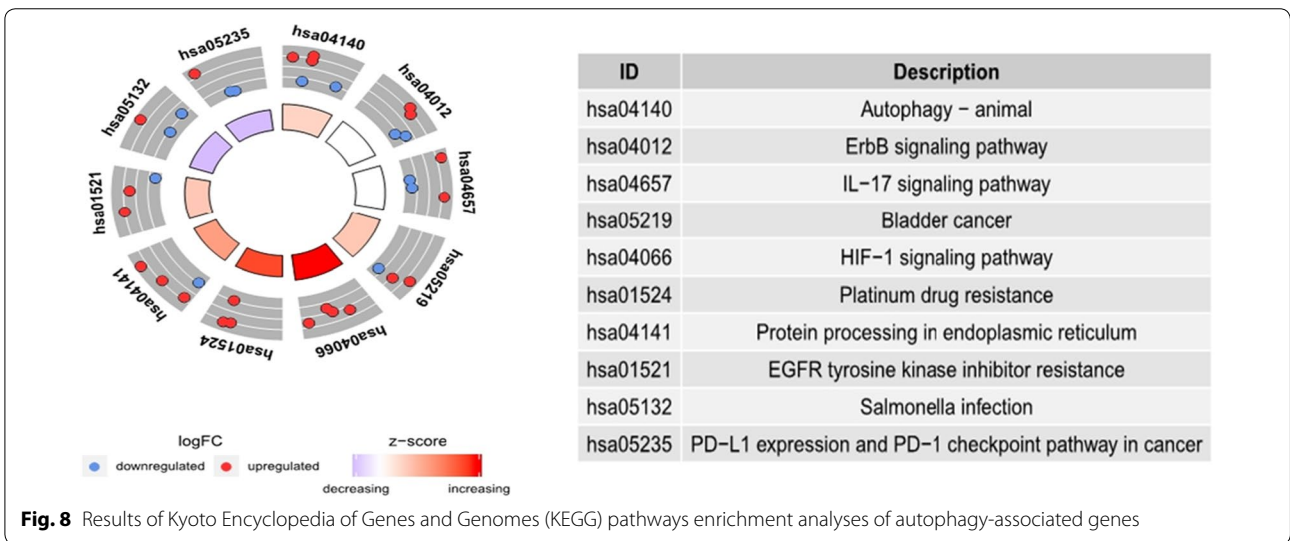 hsa04140
hsa04012
hsa04657
hsa05219
hsa04066
hsa01524
hsa04141
hsa01521
hsa05132
hsa05235
logFC
downregulated
upregulated
z-score
decreasing
increasing
ID Description
hsa04140 Autophagy − animal
hsa04012 ErbB signaling pathway
hsa04657 IL−17 signaling pathway
hsa05219 Bladder cancer
hsa04066 HIF−1 signaling pathway
hsa01524 Platinum drug resistance
hsa04141 Protein processing in endoplasmic reticulum
hsa01521 EGFR tyrosine kinase inhibitor resistance
hsa05132 Salmonella infection
hsa05235 PD−L1 expression and PD−1 checkpoint pathway in cancer
Fig. 8 Results of Kyoto Encyclopedia of Genes and Genomes (KEGG) pathways enrichment analyses of autophagy-associated genes